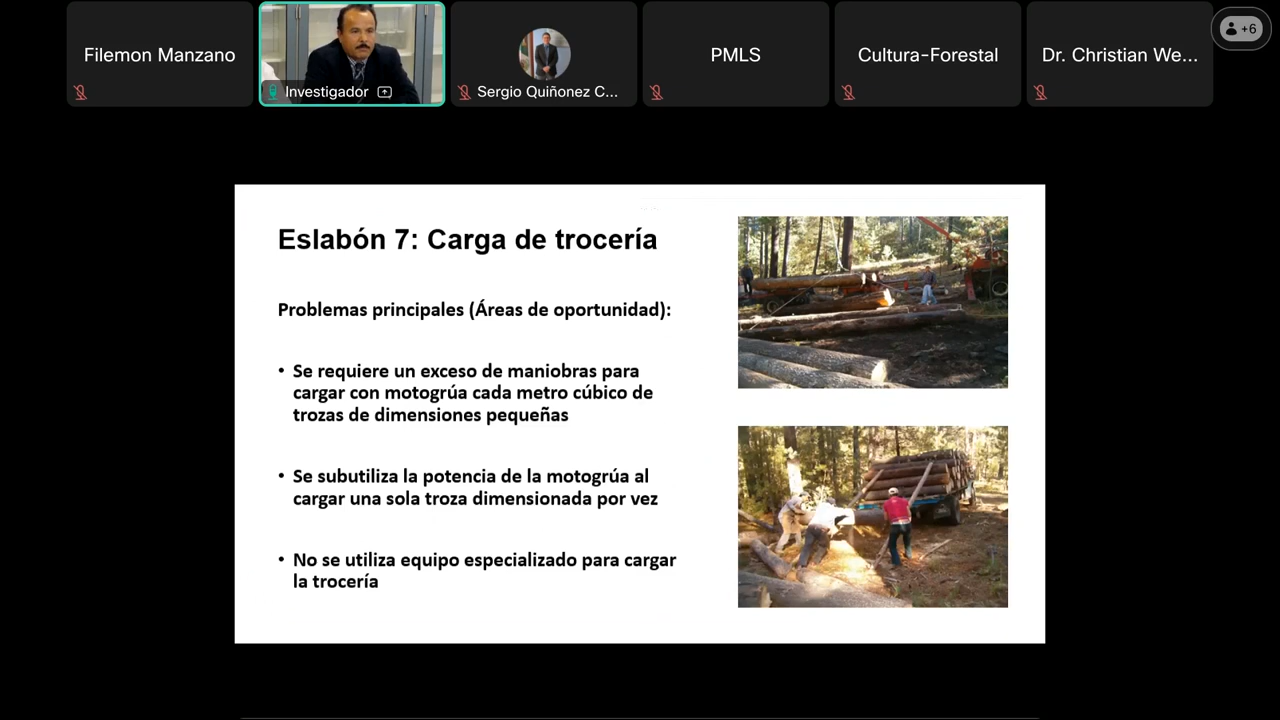 Filemon Manzano
Investigador
Sergio Quiñonez C...
PMLS
Cultura-Forestal
Dr. Christian We...
+6
Eslabón 7: Carga de trocería
Problemas principales (Áreas de oportunidad):
• Se requiere un exceso de maniobras para
cargar con motogrúa cada metro cúbico de
trozas de dimensiones pequeñas
• Se subutiliza la potencia de la motogrúa al
cargar una sola troza dimensionada por vez
• No se utiliza equipo especializado para cargar
la trocería